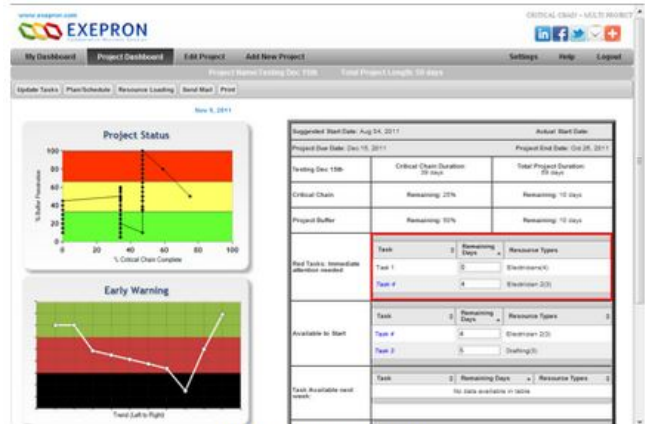 www.exepron.com
CRITICAL CHAIN - MULTI PROJECT
EXEPRON
My Dashboard Project Dashboard Edit Project Add New Project Settings Help Logout
Project Name:Testing Dec 15th Total Project Length: 59 days
Update Tasks Plan/Schedule Resource Loading Send Mail Print
Nov 9, 2011
Project Status
% Buffer Penetration
100
80
60
40
20
0
0 20 40 60 80 100
% Critical Chain Complete
Early Warning
Trend (Left to Right)
Suggested Start Date: Aug 04, 2011 Actual Start Date:
Project Due Date: Dec 15, 2011 Project End Date: Oct 26, 2011
Testing Dec 15th Critical Chain Duration: 39 days Total Project Duration: 59 days
Critical Chain Remaining: 25% Remaining: 10 days
Project Buffer Remaining: 50% Remaining: 10 days
Red Tasks: Immediate attention needed
Task Remaining Days Resource Types
Task 1 0 Electricians(4)
Task 4 4 Electrician 2(3)
Available to Start
Task Remaining Days Resource Types
Task 4 4 Electrician 2(3)
Task 2 5 Drafting(3)
Task Available next week:
Task Remaining Days Resource Types
No data available in table